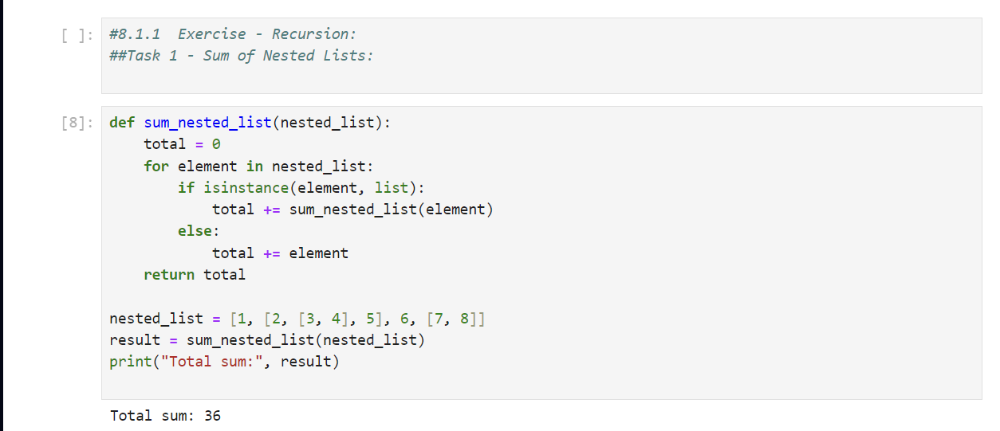 [ ]:
#8.1.1  Exercise - Recursion:
##Task 1 - Sum of Nested Lists:
[8]:
def sum_nested_list(nested_list):
    total = 0
    for element in nested_list:
        if isinstance(element, list):
            total += sum_nested_list(element)
        else:
            total += element
    return total

nested_list = [1, [2, [3, 4], 5], 6, [7, 8]]
result = sum_nested_list(nested_list)
print("Total sum:", result)
Total sum: 36